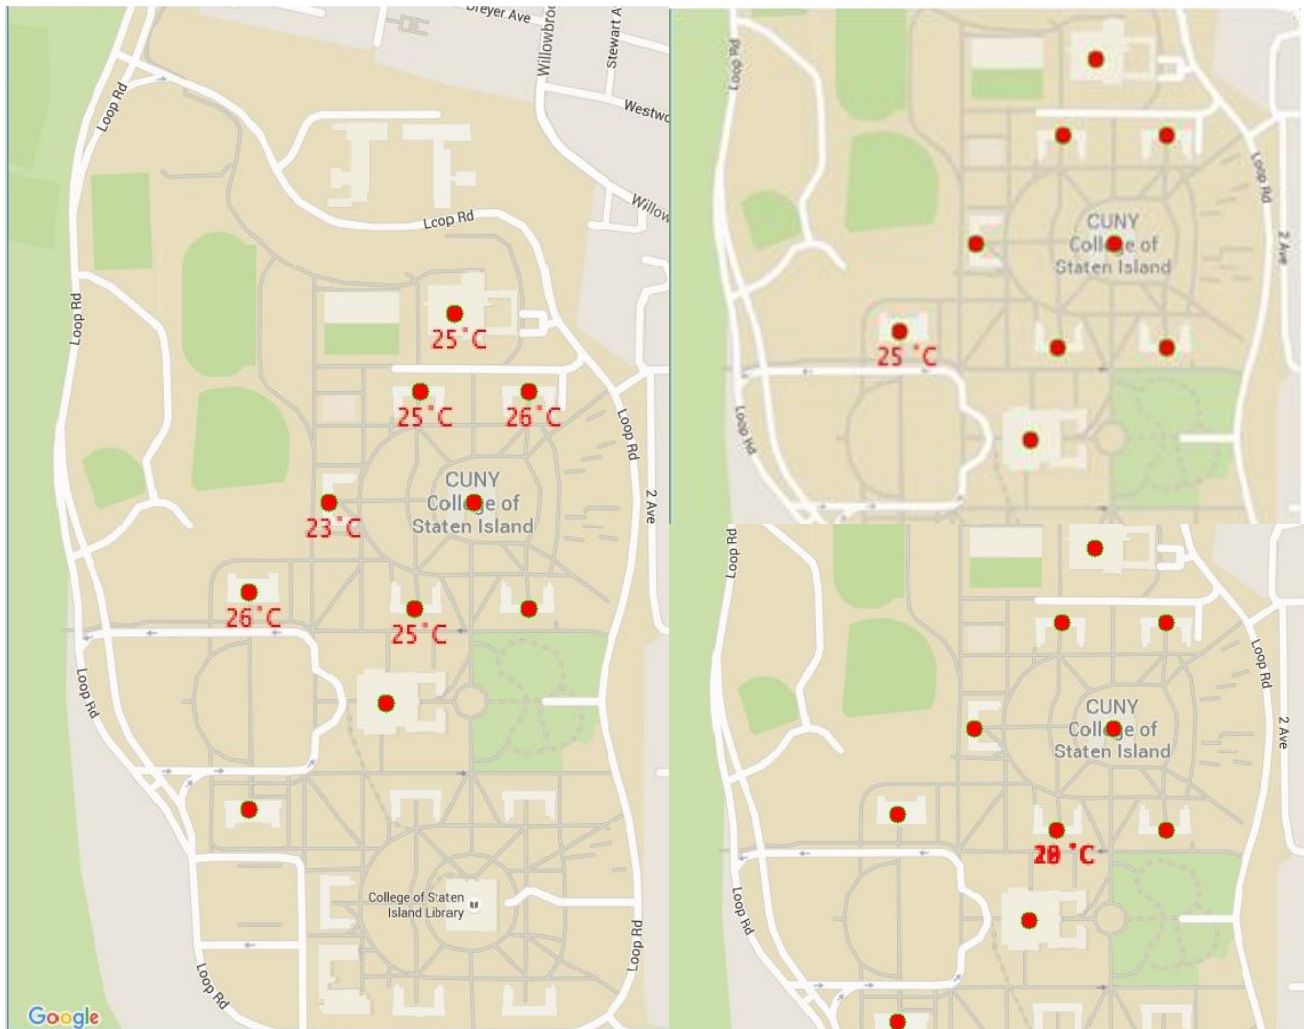 Dreyer Ave
Willowbroo
Stewart A
Loop Rd
Westwo
Willow
Loop Rd
Loop Rd
25°C
25°C
26°C
Loop Rd
CUNY
College of
Staten Island
23°C
2 Ave
26°C
25°C
Loop Rd
College of Staten
Island Library
Loop Rd
Loop Rd
Google
Loop Rd
Loop Rd
CUNY
College of
Staten Island
2 Ave
25°C
Loop Rd
Loop Rd
Loop Rd
CUNY
College of
Staten Island
2 Ave
°C
Loop Rd